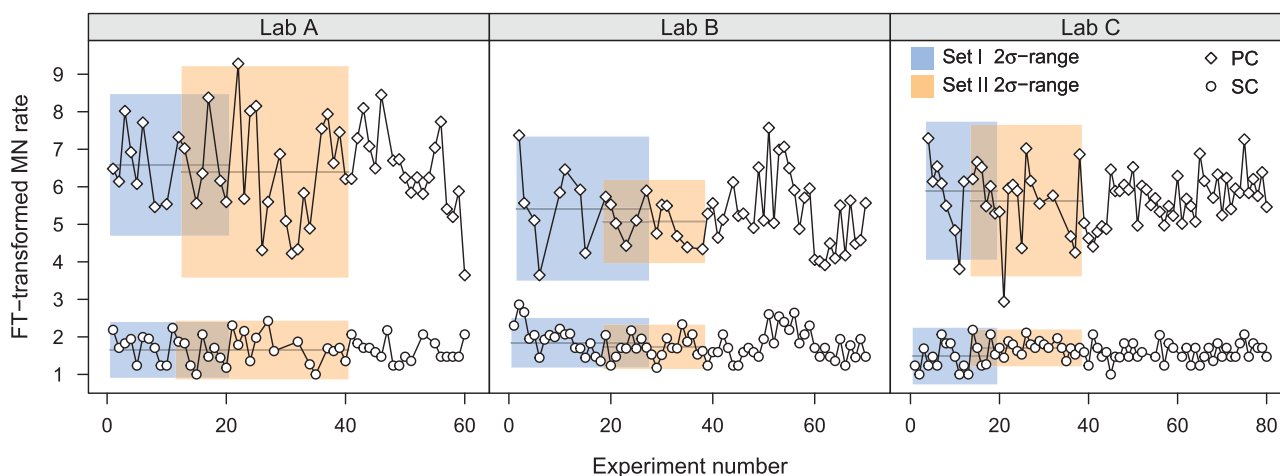 Lab A
Lab B
Lab C
Set I 2σ−range
Set II 2σ−range
PC
SC
FT−transformed MN rate
9
8
7
6
5
4
3
2
1
0 20 40 60
0 20 40 60
0 20 40 60 80
Experiment number